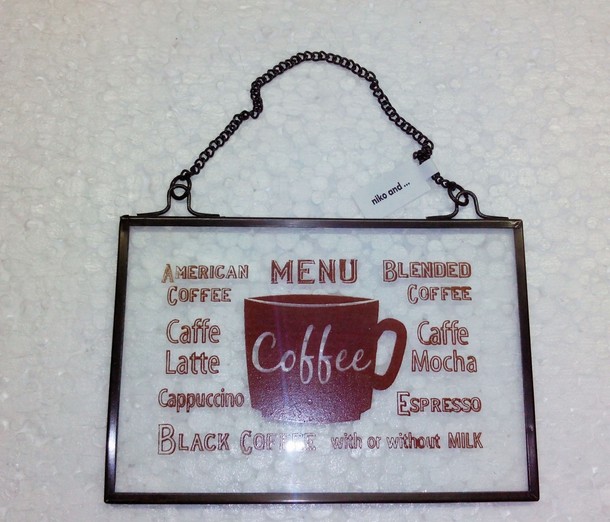 niko and ...
MENU
AMERICAN COFFEE
BLENDED COFFEE
Caffe Latte
Coffee
Caffe Mocha
Cappuccino
ESPRESSO
BLACK COFFEE with or without MILK